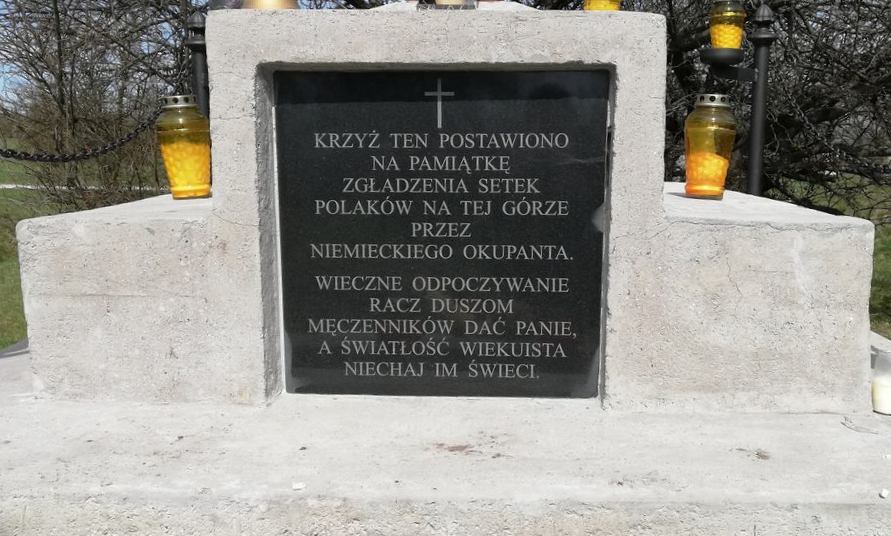 KRZYŻ TEN POSTAWIONO
NA PAMIĄTKĘ
ZGŁADZENIA SETEK
POLAKÓW NA TEJ GÓRZE
PRZEZ
NIEMIECKIEGO OKUPANTA.
WIECZNE ODPOCZYWANIE
RACZ DUSZOM
MĘCZENNIKÓW DAĆ PANIE,
A ŚWIATŁOŚĆ WIEKUISTA
NIECHAJ IM ŚWIECI.